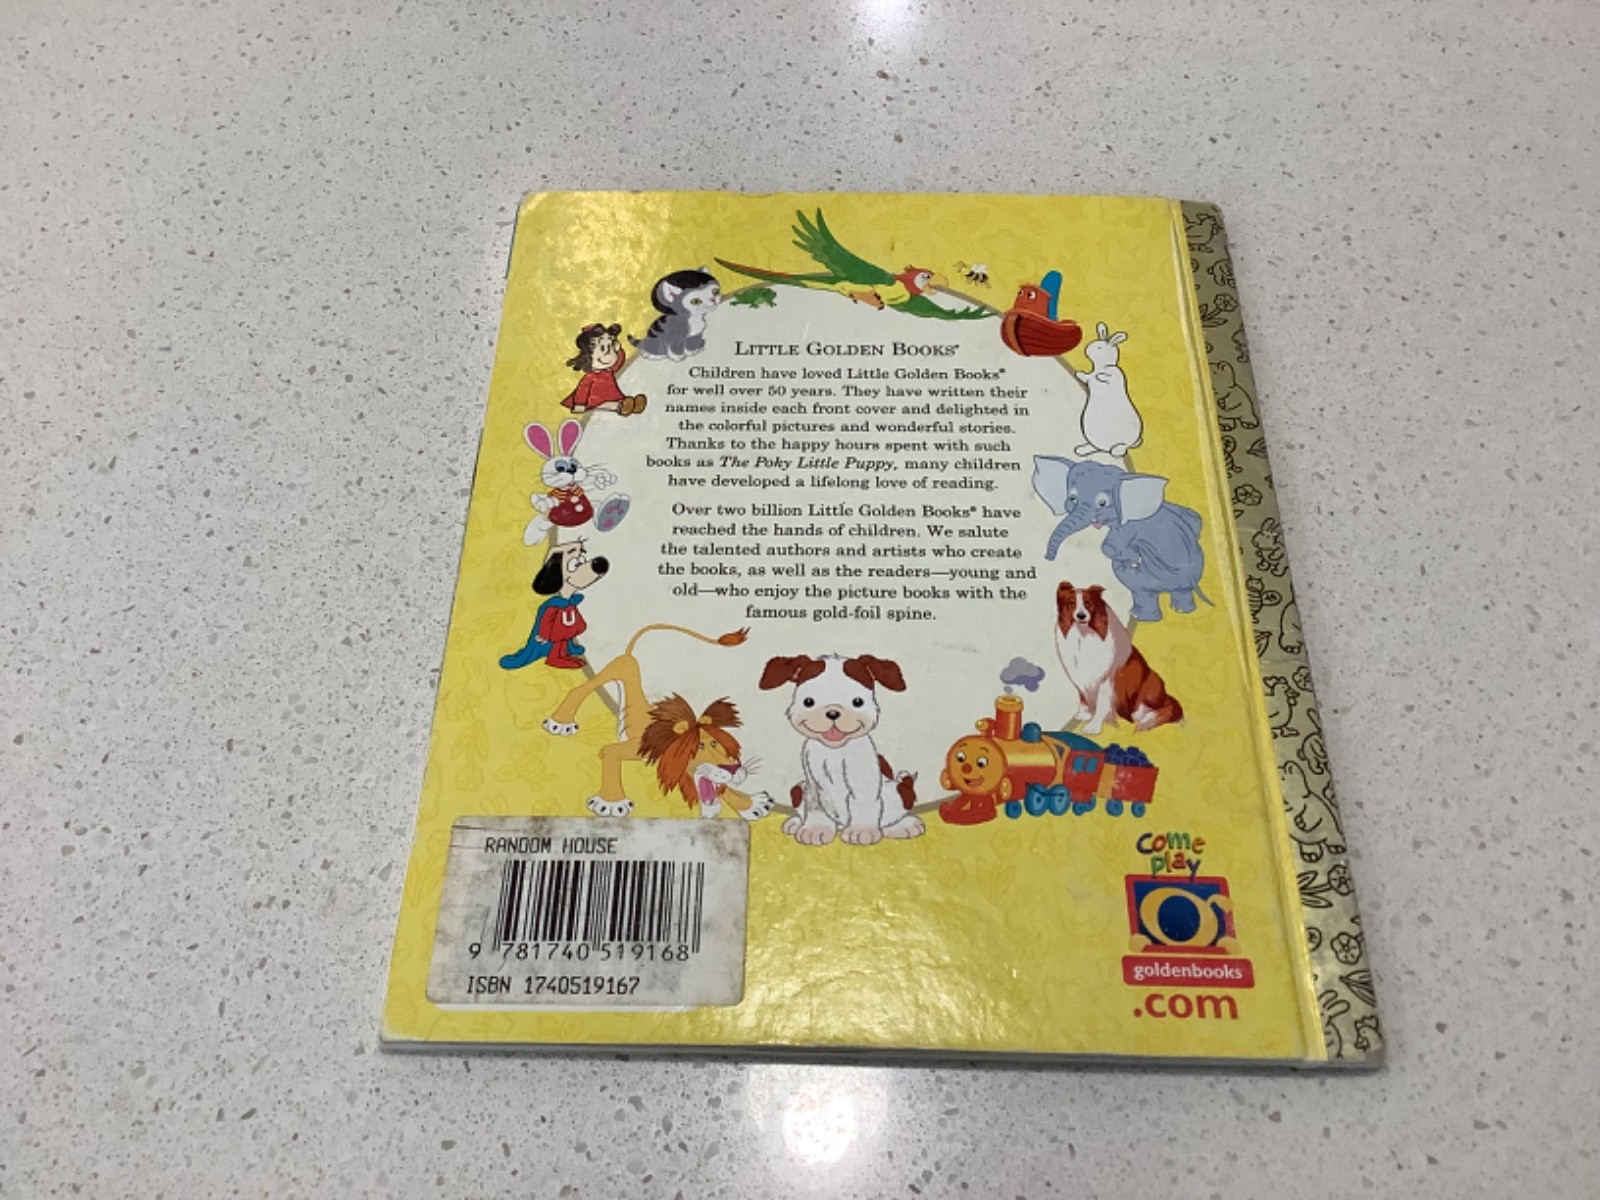 LITTLE GOLDEN BOOKS®
Children have loved Little Golden Books®
for well over 50 years. They have written their
names inside each front cover and delighted in
the colorful pictures and wonderful stories.
Thanks to the happy hours spent with such
books as The Poky Little Puppy, many children
have developed a lifelong love of reading.
Over two billion Little Golden Books® have
reached the hands of children. We salute
the talented authors and artists who create
the books, as well as the readers—young and
old—who enjoy the picture books with the
famous gold-foil spine.
U
RANDOM HOUSE
9 781740 519168
ISBN 1740519167
come
play
goldenbooks
.com